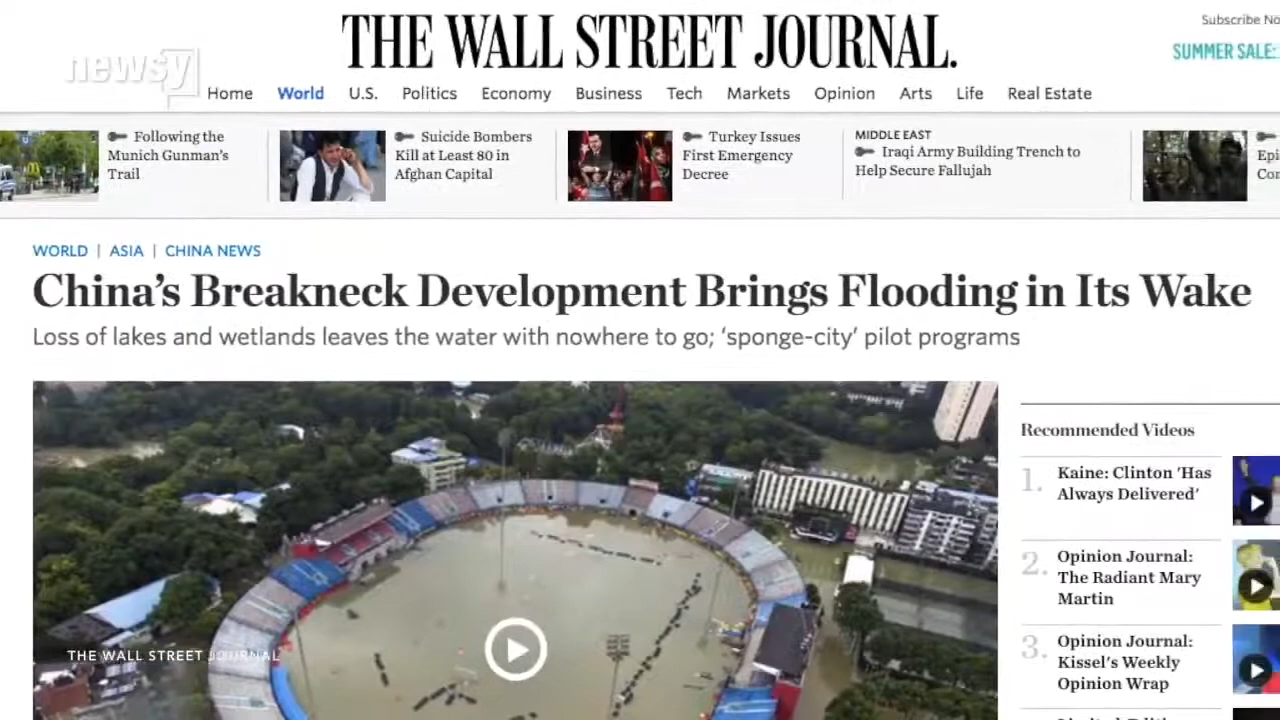 THE WALL STREET JOURNAL.
Subscribe No
SUMMER SALE:
newsy
Home World U.S. Politics Economy Business Tech Markets Opinion Arts Life Real Estate
Following the
Munich Gunman's
Trail
Suicide Bombers
Kill at Least 80 in
Afghan Capital
Turkey Issues
First Emergency
Decree
MIDDLE EAST
Iraqi Army Building Trench to
Help Secure Fallujah
Epi
Con
WORLD | ASIA | CHINA NEWS
China's Breakneck Development Brings Flooding in Its Wake
Loss of lakes and wetlands leaves the water with nowhere to go; 'sponge-city' pilot programs
Recommended Videos
1. Kaine: Clinton 'Has
Always Delivered'
2. Opinion Journal:
The Radiant Mary
Martin
3. Opinion Journal:
Kissel's Weekly
Opinion Wrap
THE WALL STREET JOURNAL